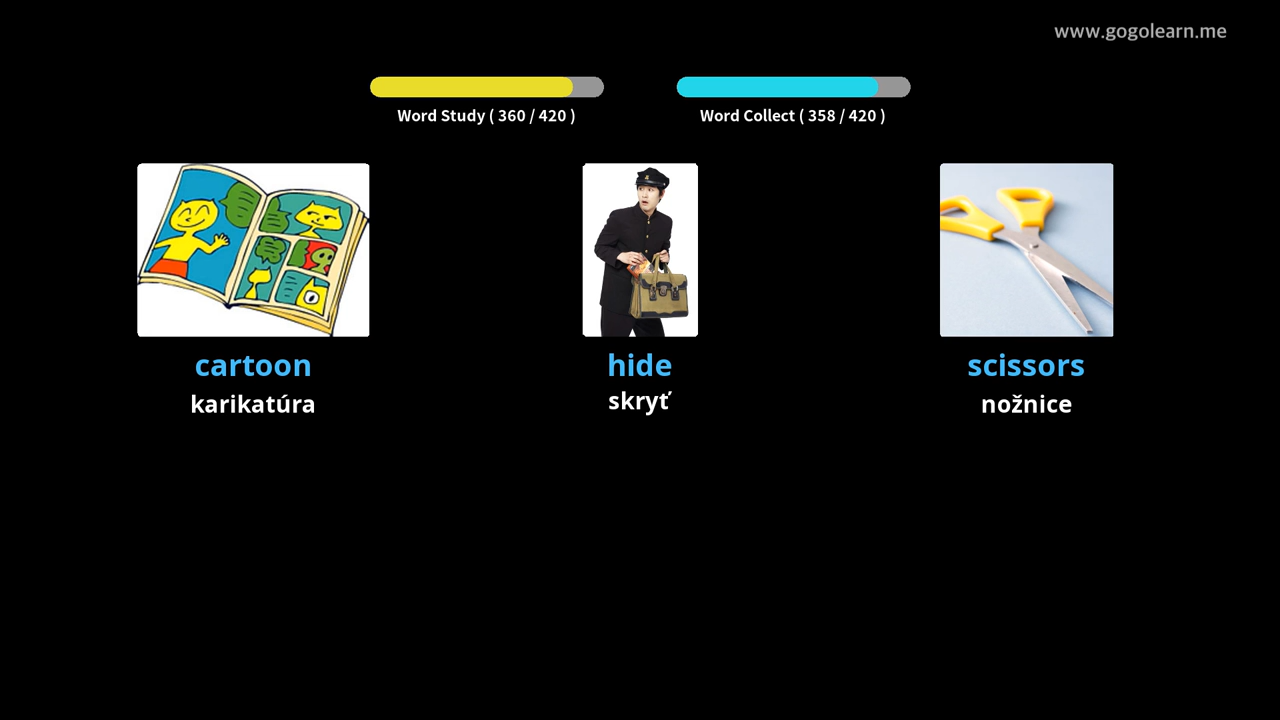 www.gogolearn.me
Word Study ( 360 / 420 )
Word Collect ( 358 / 420 )
cartoon
karikatúra
hide
skryť
scissors
nožnice